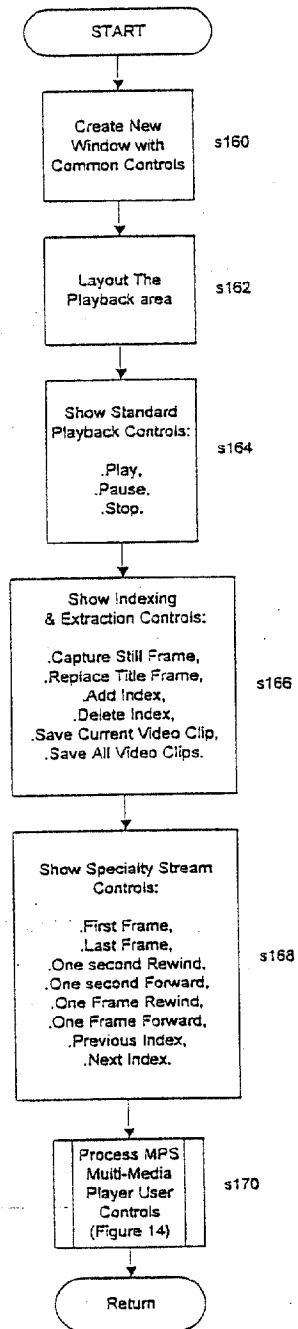 START
Create New
Window with
Common Controls
s160
Layout The
Playback area
s162
Show Standard
Playback Controls:
.Play,
.Pause,
.Stop.
s164
Show Indexing
& Extraction Controls:
.Capture Still Frame,
.Replace Title Frame,
.Add Index,
.Delete Index,
.Save Current Video Clip,
.Save All Video Clips.
s166
Show Specialty Stream
Controls:
.First Frame,
.Last Frame,
.One second Rewind,
.One second Forward,
.One Frame Rewind,
.One Frame Forward,
.Previous Index,
.Next Index.
s168
Process MPS
Multi-Media
Player User
Controls
(Figure 14)
s170
Return